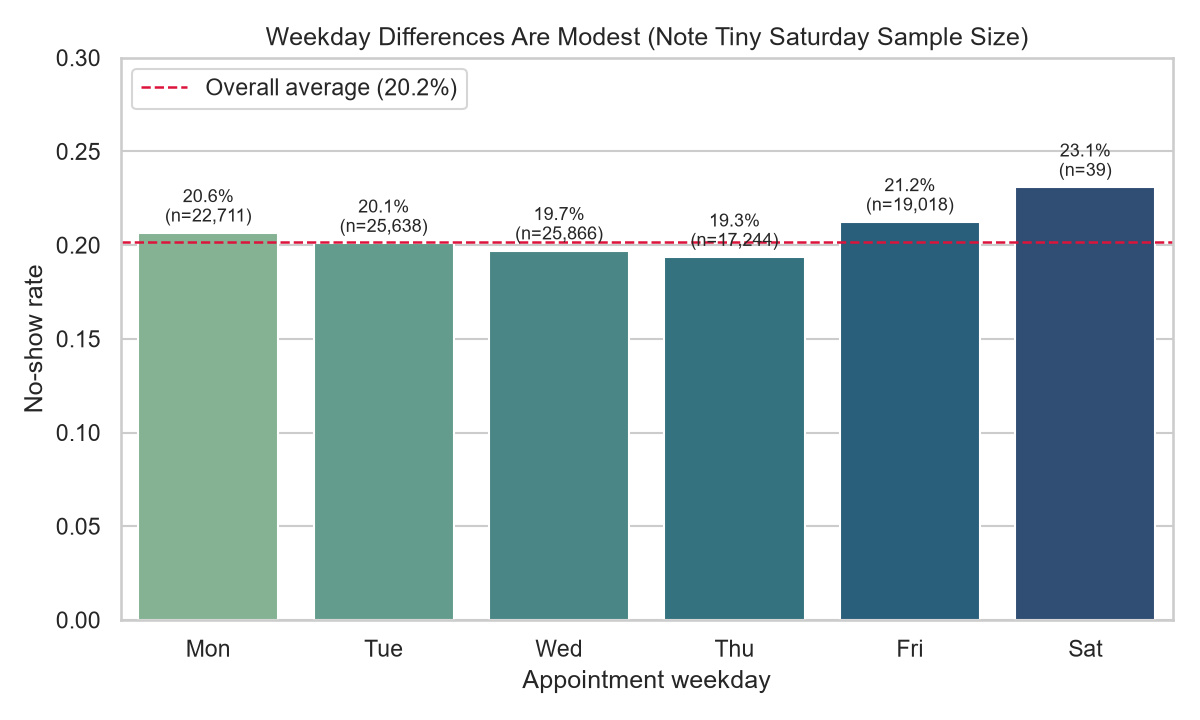 Weekday Differences Are Modest (Note Tiny Saturday Sample Size)
Overall average (20.2%)
No-show rate
0.30
0.25
0.20
0.15
0.10
0.05
0.00
20.6%
(n=22,711)
20.1%
(n=25,638)
19.7%
(n=25,866)
19.3%
(n=17,244)
21.2%
(n=19,018)
23.1%
(n=39)
Mon
Tue
Wed
Thu
Fri
Sat
Appointment weekday